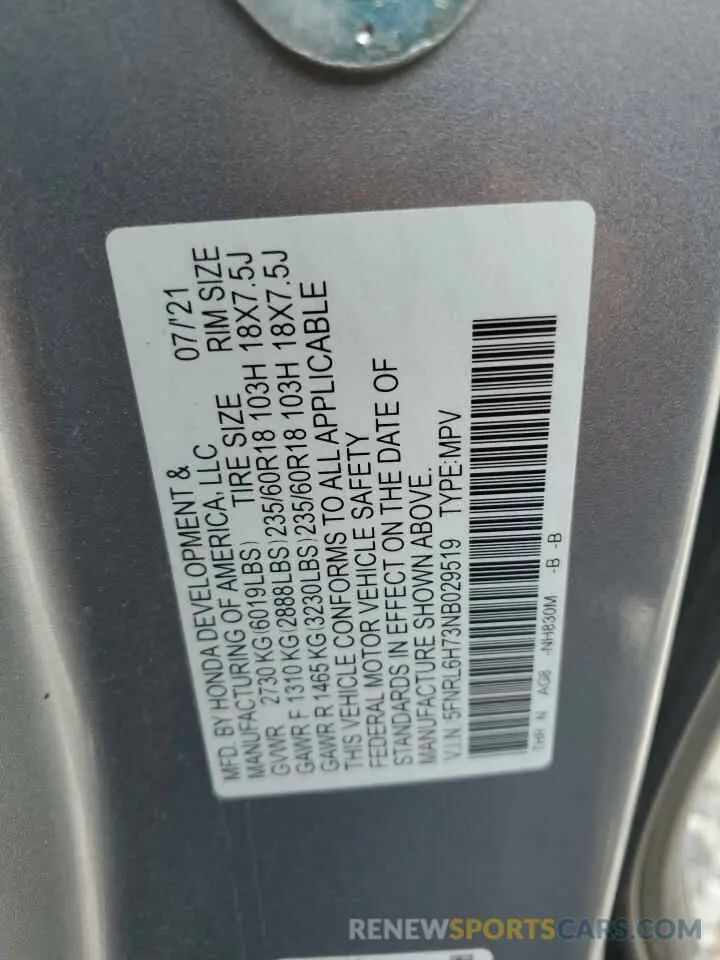 MFD. BY HONDA DEVELOPMENT & 07/'21
MANUFACTURING OF AMERICA, LLC
GVWR 2730 KG(6019LBS) TIRE SIZE RIM SIZE
GAWR F 1310 KG(2888LBS)235/60R18 103H 18X7.5J
GAWR R 1465 KG(3230LBS)235/60R18 103H 18X7.5J
THIS VEHICLE CONFORMS TO ALL APPLICABLE
FEDERAL MOTOR VEHICLE SAFETY
STANDARDS IN EFFECT ON THE DATE OF
MANUFACTURE SHOWN ABOVE.
V.I.N 5FNRL6H73NB029519 TYPE:MPV
THR N AG6 -NH830M -B -B
RENEWSPORTSCARS.COM